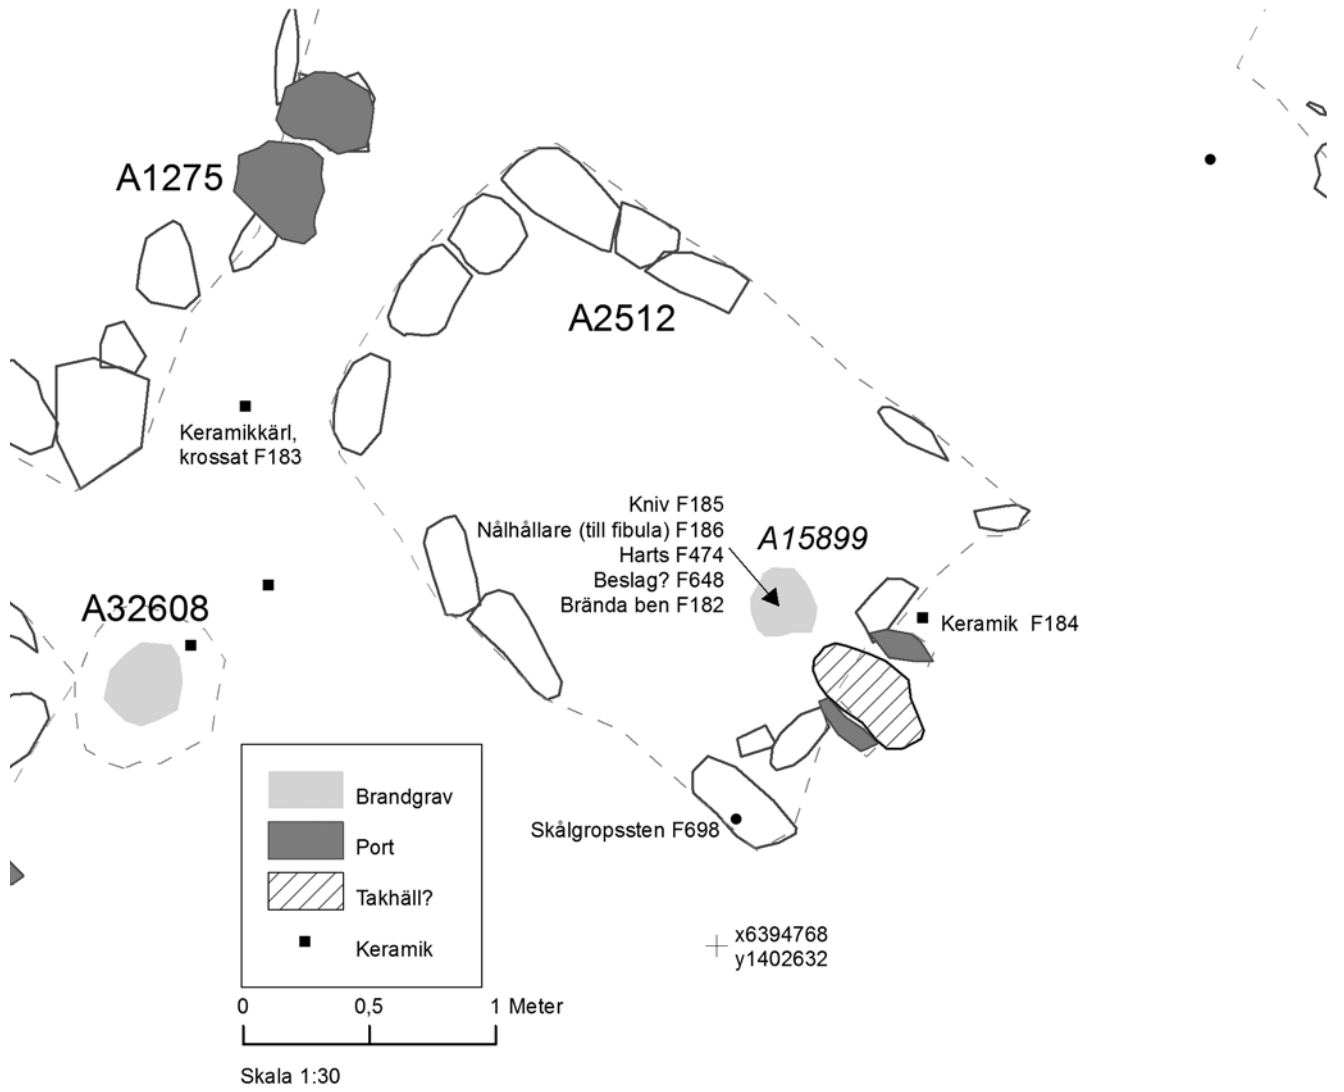 A1275
A2512
Keramikkärl,
krossat F183
Kniv F185
Nålhållare (till fibula) F186
Harts F474
Beslag? F648
Brända ben F182
A15899
A32608
Keramik F184
Skålgropssten F698
Brandgrav
Port
Takhäll?
Keramik
x6394768
y1402632
0 0,5 1 Meter
Skala 1:30